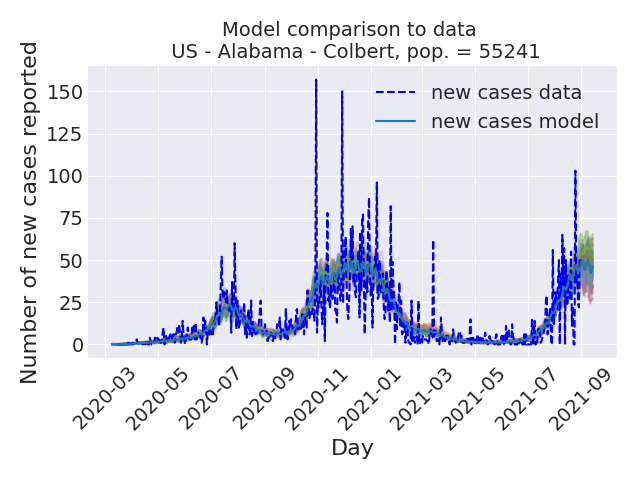 Model comparison to data
US - Alabama - Colbert, pop. = 55241
Number of new cases reported
150
125
100
75
50
25
0
new cases data
new cases model
2020-03
2020-05
2020-07
2020-09
2020-11
2021-01
2021-03
2021-05
2021-07
2021-09
Day